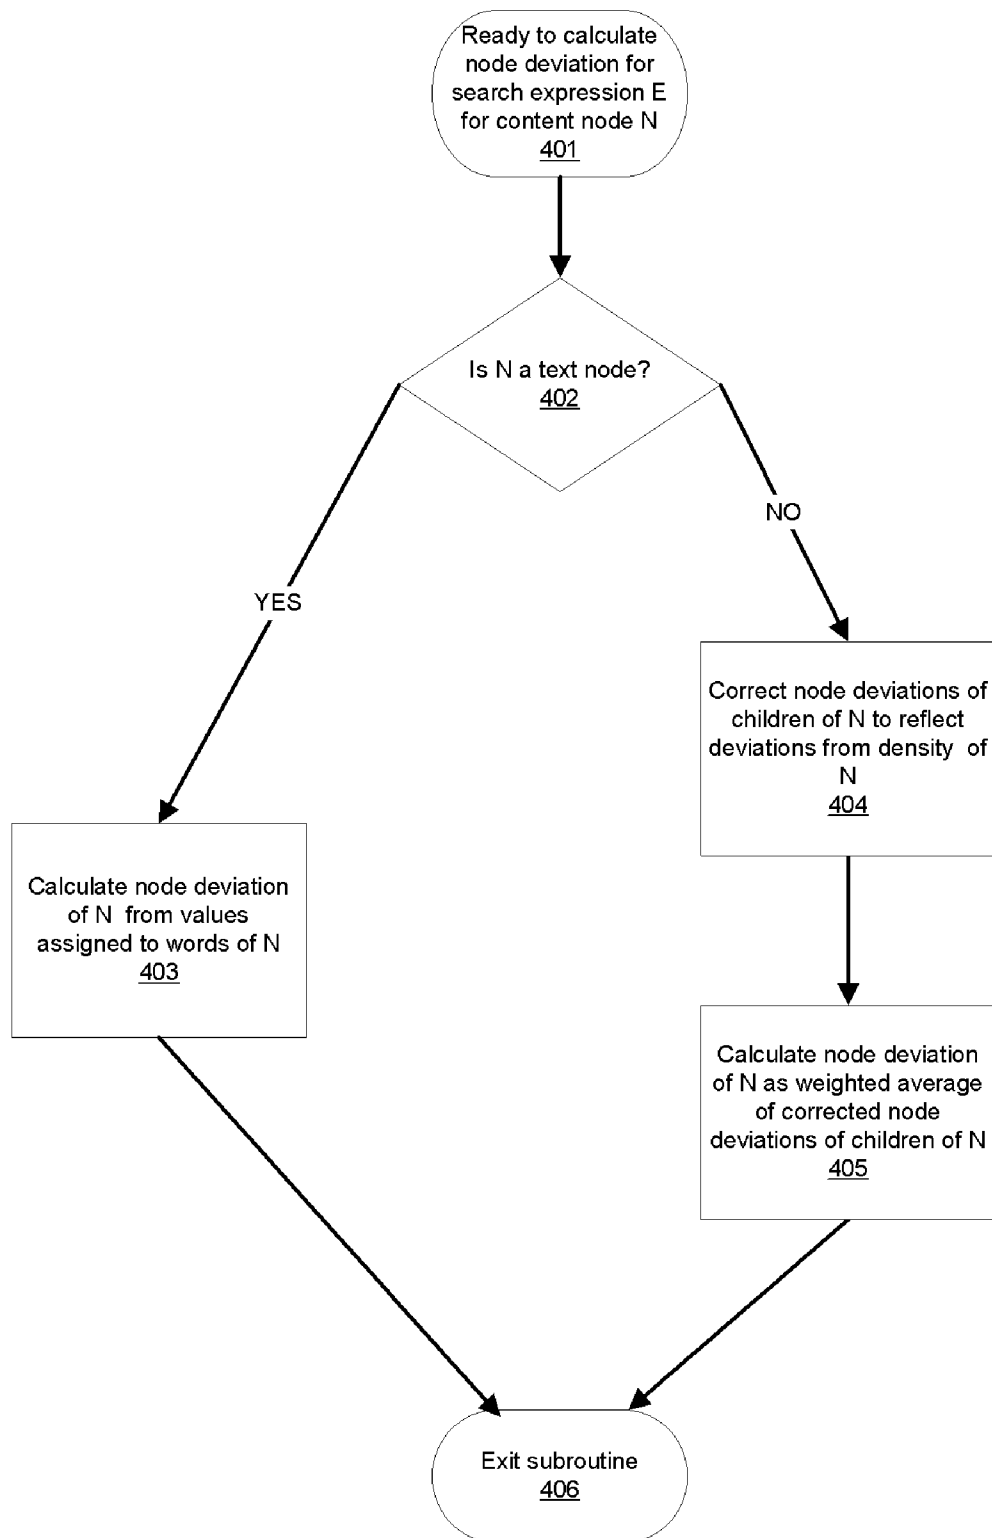 Ready to calculate
node deviation for
search expression E
for content node N
401
Is N a text node?
402
NO
YES
Correct node deviations of
children of N to reflect
deviations from density of
N
404
Calculate node deviation
of N from values
assigned to words of N
403
Calculate node deviation
of N as weighted average
of corrected node
deviations of children of N
405
Exit subroutine
406